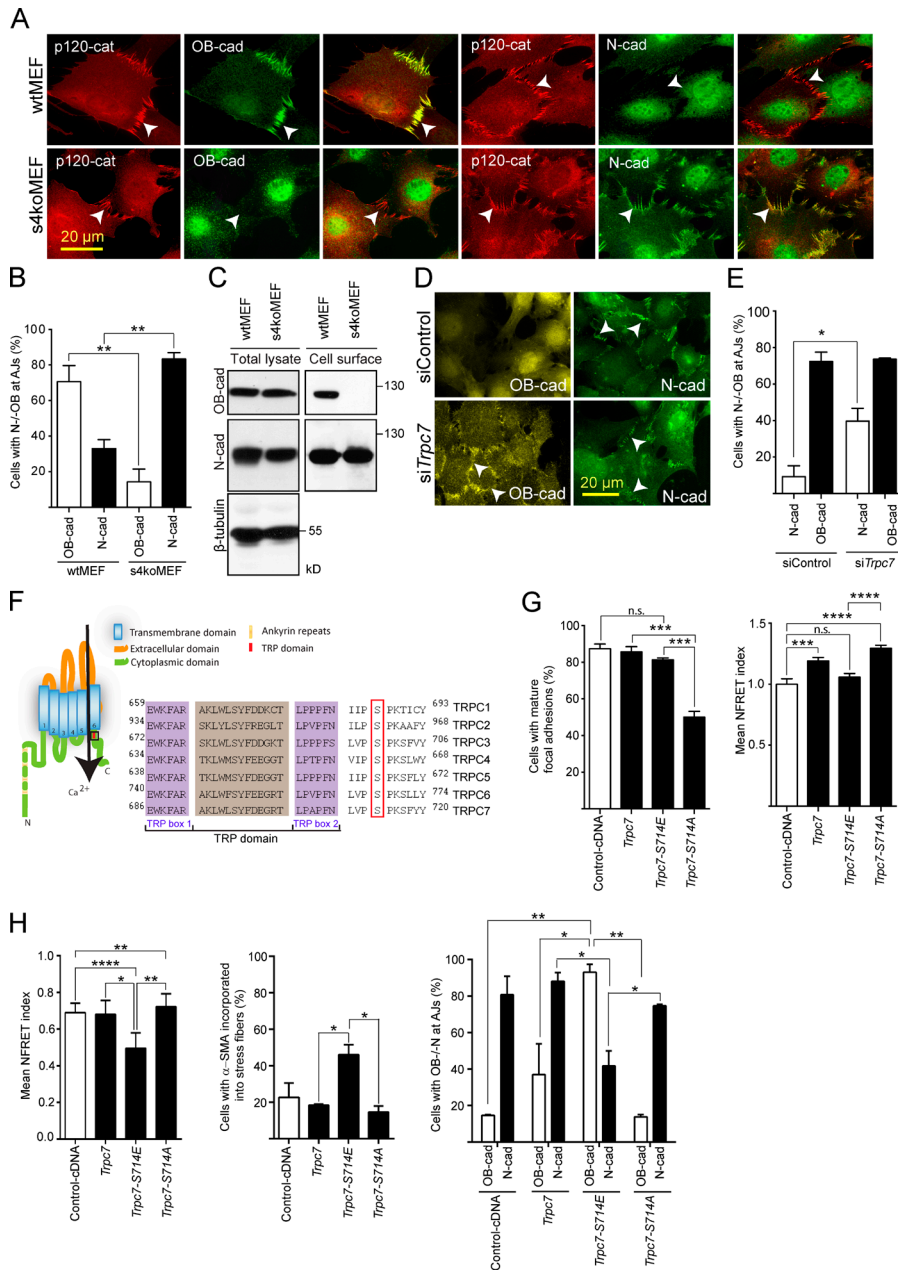 A
p120-cat OB-cad p120-cat N-cad
wtMEF
p120-cat OB-cad p120-cat N-cad
s4koMEF
20 µm
B
Cells with N-/-OB at AJs (%)
80
60
40
20
** **
OB-cad N-cad OB-cad N-cad
wtMEF s4koMEF
C
wtMEF s4koMEF wtMEF s4koMEF
Total lysate Cell surface
OB-cad 130
N-cad 130
β-tubulin 55
kD
D
siControl
OB-cad N-cad
siTrpc7
OB-cad 20 µm N-cad
E
Cells with N-/-OB at AJs (%)
100
80
60
40
20
*
N-cad OB-cad N-cad OB-cad
siControl siTrpc7
F
Transmembrane domain Ankyrin repeats
Extracellular domain TRP domain
Cytoplasmic domain
1 2 3 4 5 6
N C
Ca2+
659 EWKFAR AKLWLSYFDDKCT LPPPFN IIP S PKTICY 693 TRPC1
934 EWKFAR SKLYLSYFREGLT LPVPFN ILP S PKAAFY 968 TRPC2
672 EWKFAR SKLWLSYFDDGKT LPPPFS LVP S PKSFVY 706 TRPC3
634 EWKFAR TKLWMSYFEEGGT LPTPFN VIP S PKSLWY 668 TRPC4
638 EWKFAR TKLWMSYFDEGGT LPPPFN IIP S PKSFLY 672 TRPC5
740 EWKFAR AKLWLSYFDEGRT LPVPFN LVP S PKSLLY 774 TRPC6
686 EWKFAR AKLWLSYFDEGRT LPAPFN LVP S PKSFYY 720 TRPC7
TRP box 1 TRP box 2
TRP domain
G
Cells with mature focal adhesions (%)
100
80
60
40
20
n.s.
***
***
Control-cDNA Trpc7 Trpc7-S714E Trpc7-S714A
Mean NFRET index
1.5
1.0
****
****
n.s.
***
Control-cDNA Trpc7 Trpc7-S714E Trpc7-S714A
H
Mean NFRET index
1.0
0.8
0.6
0.4
0.2
0.0
**
****
* **
Control-cDNA Trpc7 Trpc7-S714E Trpc7-S714A
Cells with α-SMA incorporated into stress fibers (%)
100
80
60
40
20
* *
Control-cDNA Trpc7 Trpc7-S714E Trpc7-S714A
Cells with OB-/-N at AJs (%)
100
80
60
40
20
**
* **
*
*
OB-cad N-cad OB-cad N-cad OB-cad N-cad OB-cad N-cad
Control-cDNA Trpc7 Trpc7-S714E Trpc7-S714A